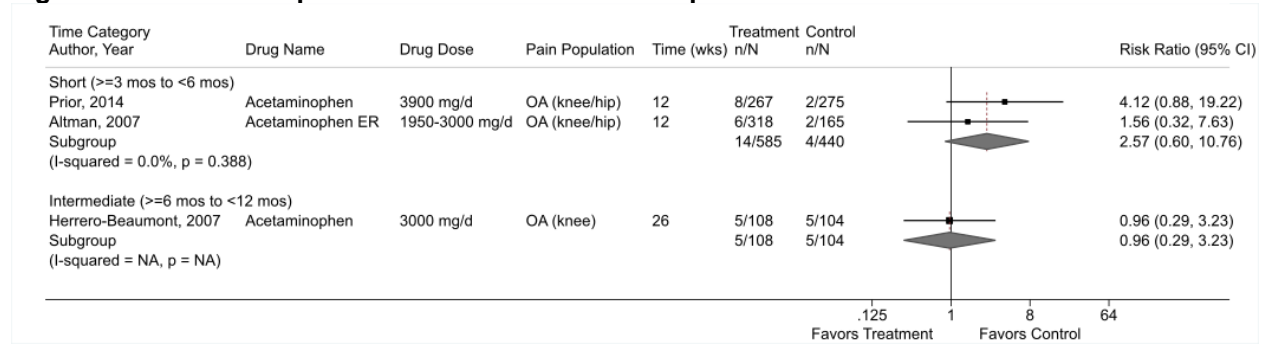 Time Category Treatment Control
Author, Year Drug Name Drug Dose Pain Population Time (wks) n/N n/N Risk Ratio (95% CI)
Short (>=3 mos to <6 mos)
Prior, 2014 Acetaminophen 3900 mg/d OA (knee/hip) 12 8/267 2/275 4.12 (0.88, 19.22)
Altman, 2007 Acetaminophen ER 1950-3000 mg/d OA (knee/hip) 12 6/318 2/165 1.56 (0.32, 7.63)
Subgroup 14/585 4/440 2.57 (0.60, 10.76)
(I-squared = 0.0%, p = 0.388)
Intermediate (>=6 mos to <12 mos)
Herrero-Beaumont, 2007 Acetaminophen 3000 mg/d OA (knee) 26 5/108 5/104 0.96 (0.29, 3.23)
Subgroup 5/108 5/104 0.96 (0.29, 3.23)
(I-squared = NA, p = NA)
.125 1 8 64
Favors Treatment Favors Control